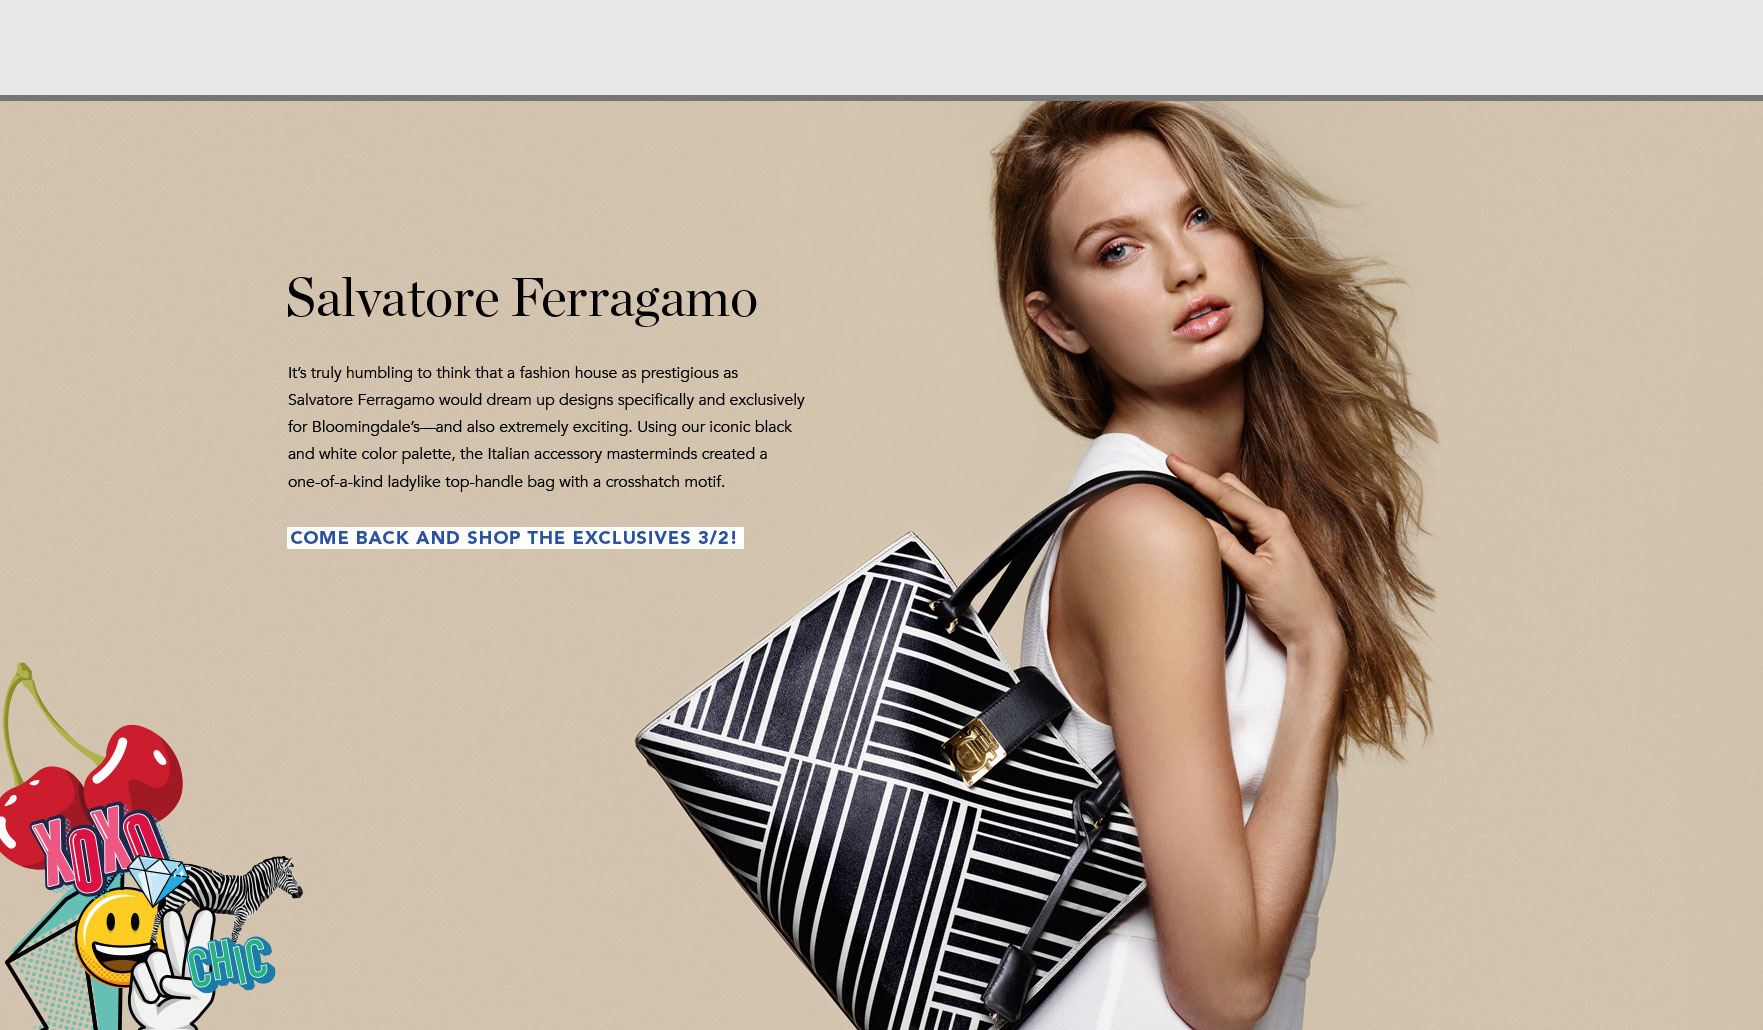 Salvatore Ferragamo
It’s truly humbling to think that a fashion house as prestigious as
Salvatore Ferragamo would dream up designs specifically and exclusively
for Bloomingdale’s—and also extremely exciting. Using our iconic black
and white color palette, the Italian accessory masterminds created a
one-of-a-kind ladylike top-handle bag with a crosshatch motif.
COME BACK AND SHOP THE EXCLUSIVES 3/2!
XOXO
CHIC